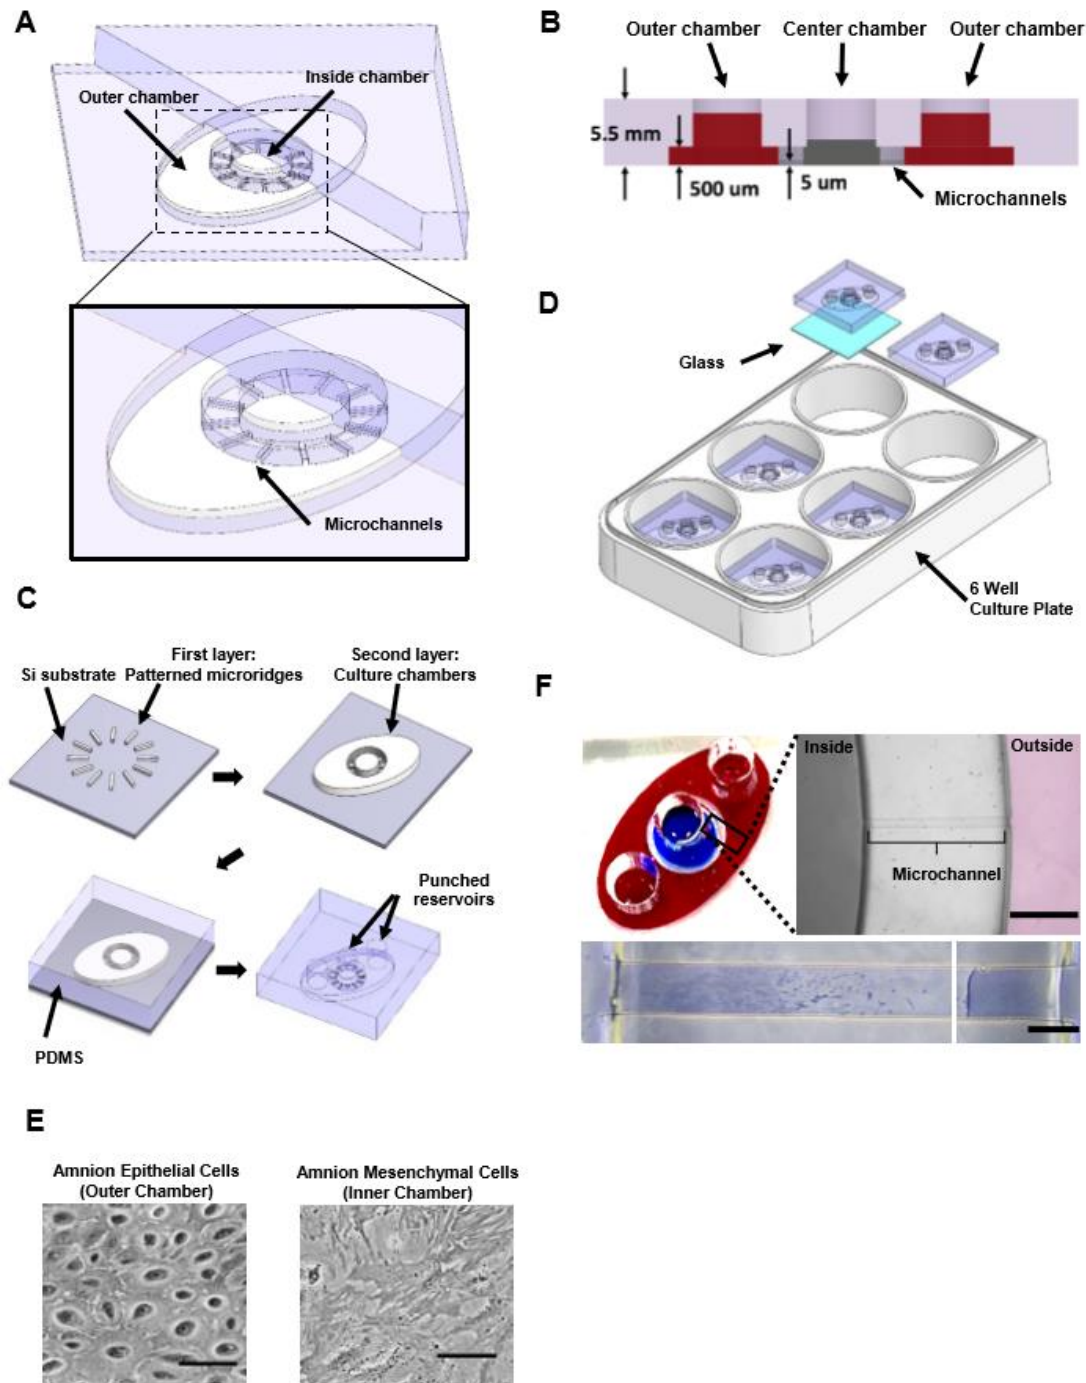 A
Inside chamber
Outer chamber
Microchannels
B
Outer chamber Center chamber Outer chamber
5.5 mm
500 um
5 um
Microchannels
C
First layer:
Si substrate Patterned microridges
Second layer:
Culture chambers
Punched
reservoirs
PDMS
D
Glass
6 Well
Culture Plate
F
Inside
Outside
Microchannel
E
Amnion Epithelial Cells
(Outer Chamber)
Amnion Mesenchymal Cells
(Inner Chamber)